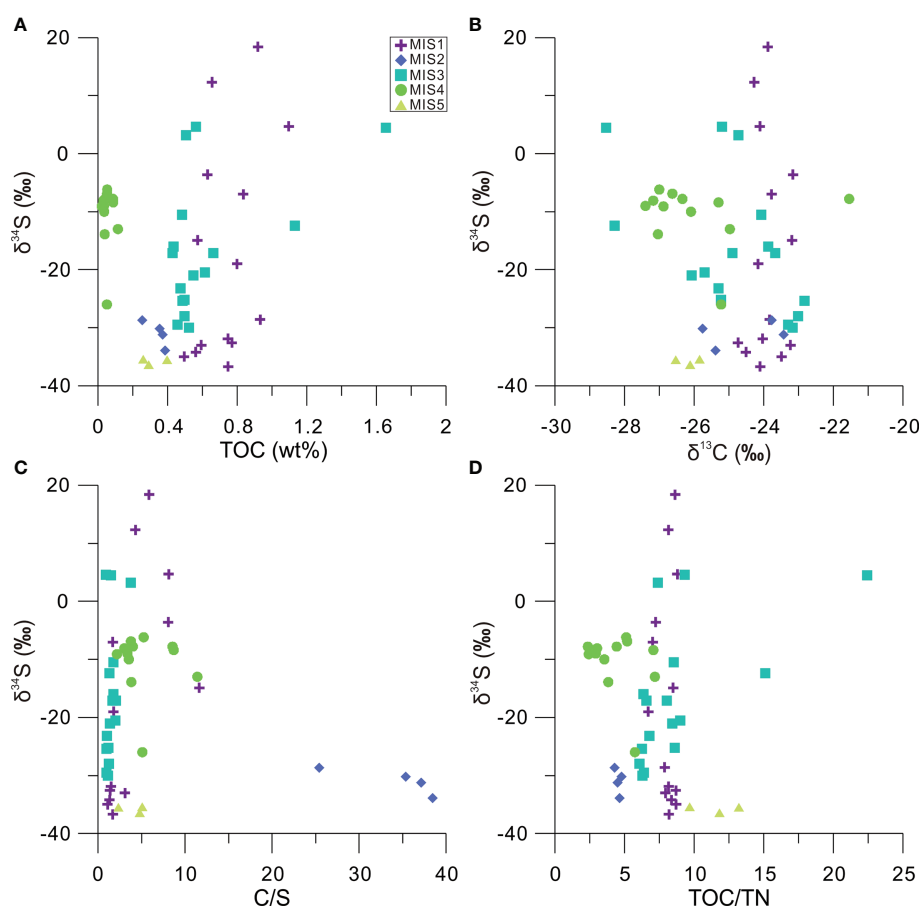 A
B
20
0
-20
-40
δ³⁴S (‰)
0
0.4
0.8
1.2
1.6
2
TOC (wt%)
MIS1
MIS2
MIS3
MIS4
MIS5
20
0
-20
-40
δ³⁴S (‰)
-30
-28
-26
-24
-22
-20
δ¹³C (‰)
C
D
20
0
-20
-40
δ³⁴S (‰)
0
10
20
30
40
C/S
20
0
-20
-40
δ³⁴S (‰)
0
5
10
15
20
25
TOC/TN